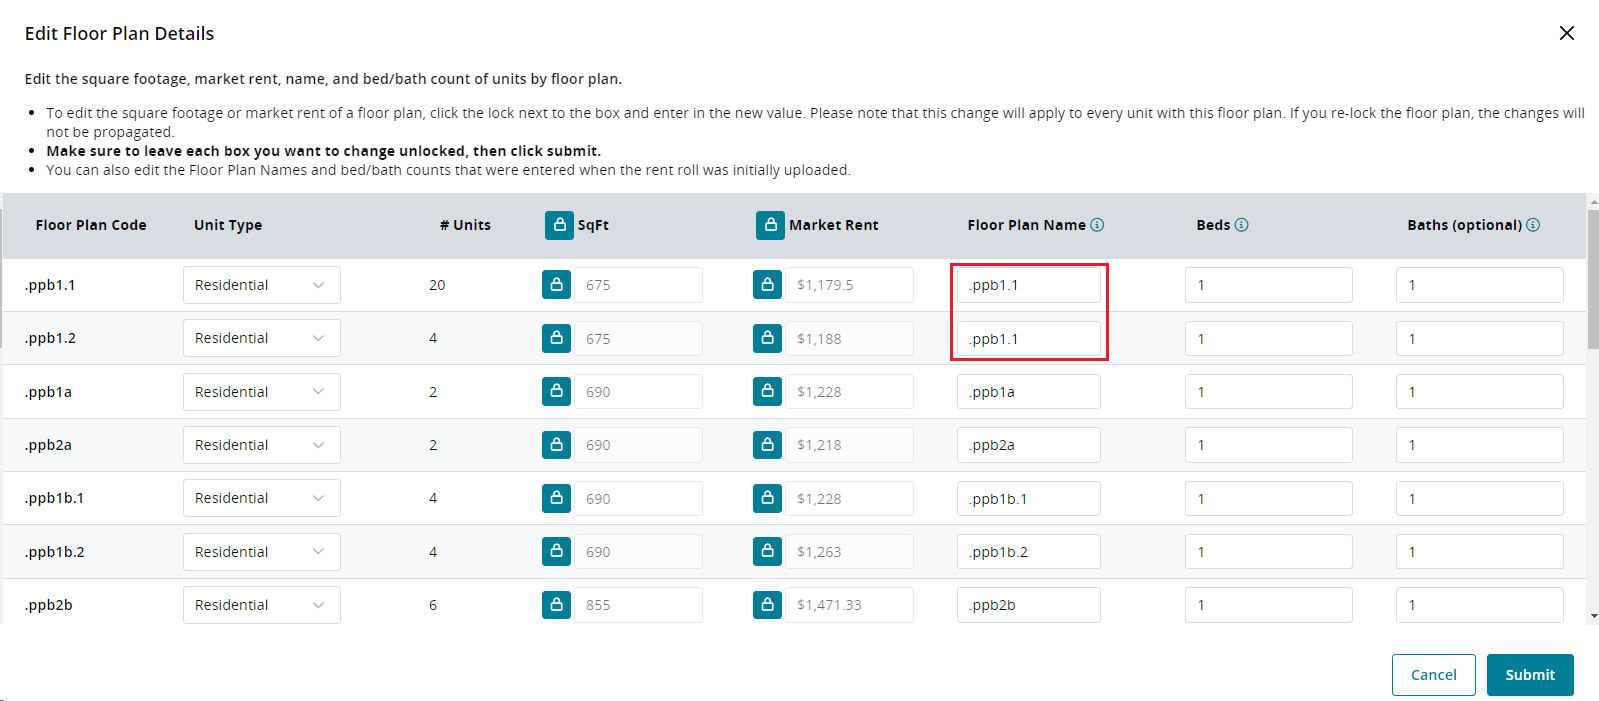 Edit Floor Plan Details
Edit the square footage, market rent, name, and bed/bath count of units by floor plan.
• To edit the square footage or market rent of a floor plan, click the lock next to the box and enter in the new value. Please note that this change will apply to every unit with this floor plan. If you re-lock the floor plan, the changes will
not be propagated.
• Make sure to leave each box you want to change unlocked, then click submit.
• You can also edit the Floor Plan Names and bed/bath counts that were entered when the rent roll was initially uploaded.
Floor Plan Code Unit Type # Units SqFt Market Rent Floor Plan Name Beds Baths (optional)
.ppb1.1 Residential 20 675 $1,179.5 .ppb1.1 1 1
.ppb1.2 Residential 4 675 $1,188 .ppb1.1 1 1
.ppb1a Residential 2 690 $1,228 .ppb1a 1 1
.ppb2a Residential 2 690 $1,218 .ppb2a 1 1
.ppb1b.1 Residential 4 690 $1,228 .ppb1b.1 1 1
.ppb1b.2 Residential 4 690 $1,263 .ppb1b.2 1 1
.ppb2b Residential 6 855 $1,471.33 .ppb2b 1 1
Cancel Submit